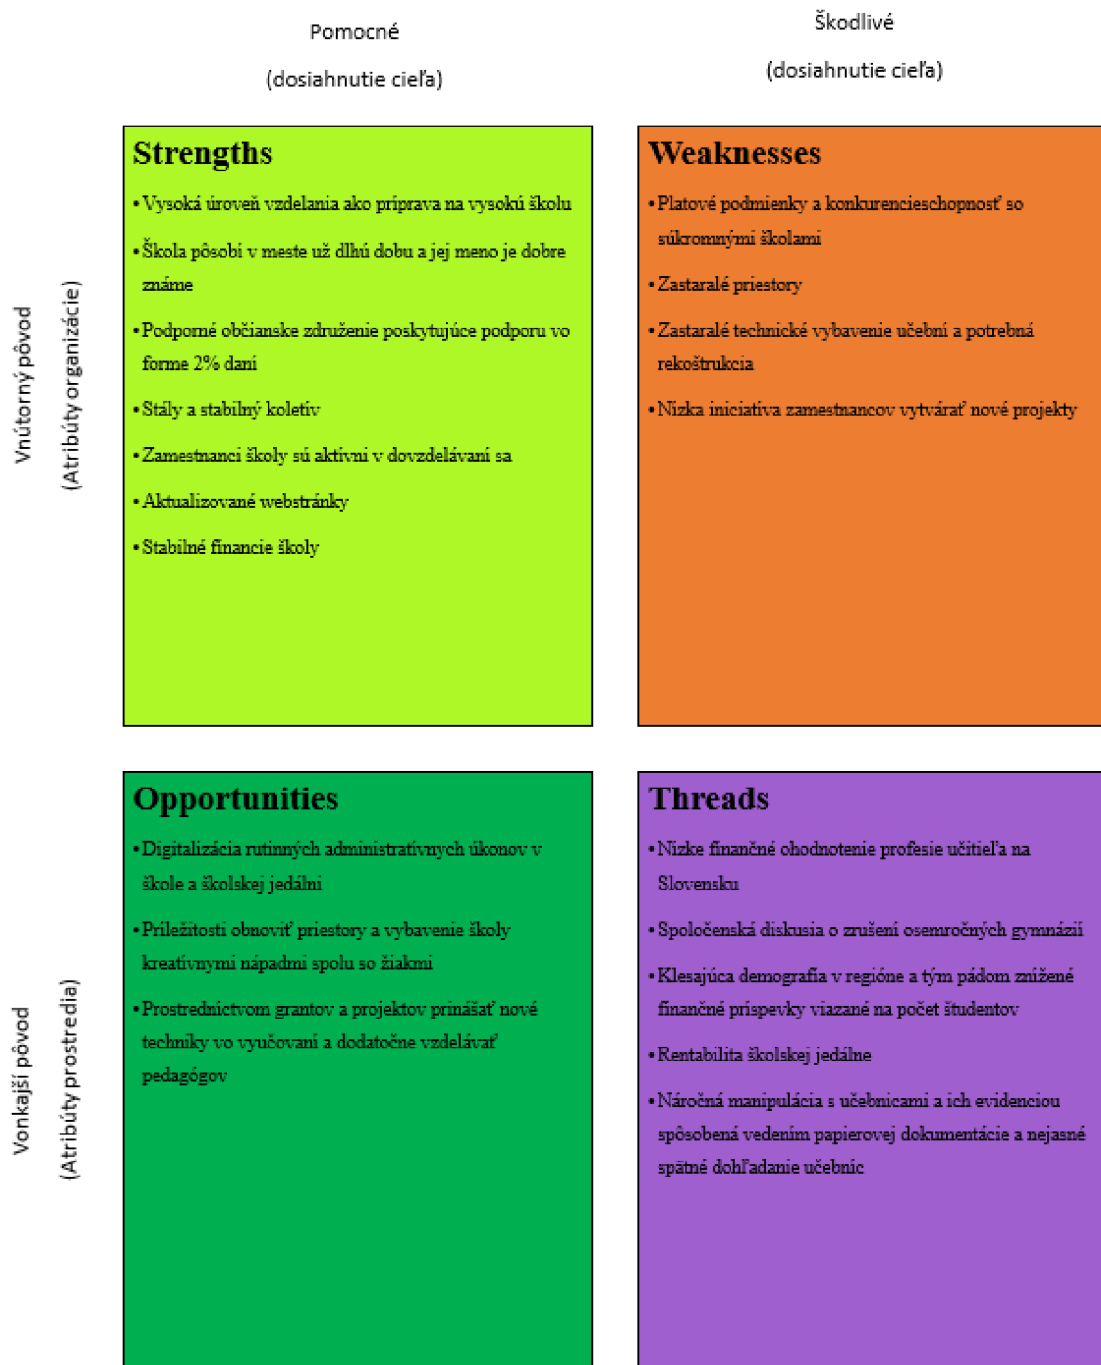 Pomocné
(dosiahnutie cieľa)
Škodlivé
(dosiahnutie cieľa)
Vnútorný pôvod
(Atribúty organizácie)
Strengths
• Vysoká úroveň vzdelania ako príprava na vysokú školu
• Škola pôsobí v meste už dlhú dobu a jej meno je dobre
známe
• Podporné občianske združenie poskytujúce podporu vo
forme 2% daní
• Stály a stabilný koletív
• Zamestnanci školy sú aktívni v dovzdelávaní sa
• Aktualizované webstránky
• Stabilné financie školy
Weaknesses
• Platové podmienky a konkurencieschopnosť so
súkromnými školami
• Zastaralé priestory
• Zastaralé technické vybavenie učební a potrebná
rekoštrukcia
• Nízka iniciatíva zamestnancov vytvárať nové projekty
Vonkajší pôvod
(Atribúty prostredia)
Opportunities
• Digitalizácia rutinných administratívnych úkonov v
škole a školskej jedálni
• Príležitosti obnoviť priestory a vybavenie školy
kreatívnymi nápadmi spolu so žiakmi
• Prostredníctvom grantov a projektov prinášať nové
techniky vo vyučovaní a dodatočne vzdelávať
pedagógov
Threads
• Nízke finančné ohodnotenie profesie učitieľa na
Slovensku
• Spoločenská diskusia o zrušení osemročných gymnázií
• Klesajúca demografia v regióne a tým pádom znížené
finančné príspevky viazané na počet študentov
• Rentabilita školskej jedálne
• Náročná manipulácia s učebnicami a ich evidenciou
spôsobená vedením papierovej dokumentácie a nejasné
spätné dohľadanie učebníc